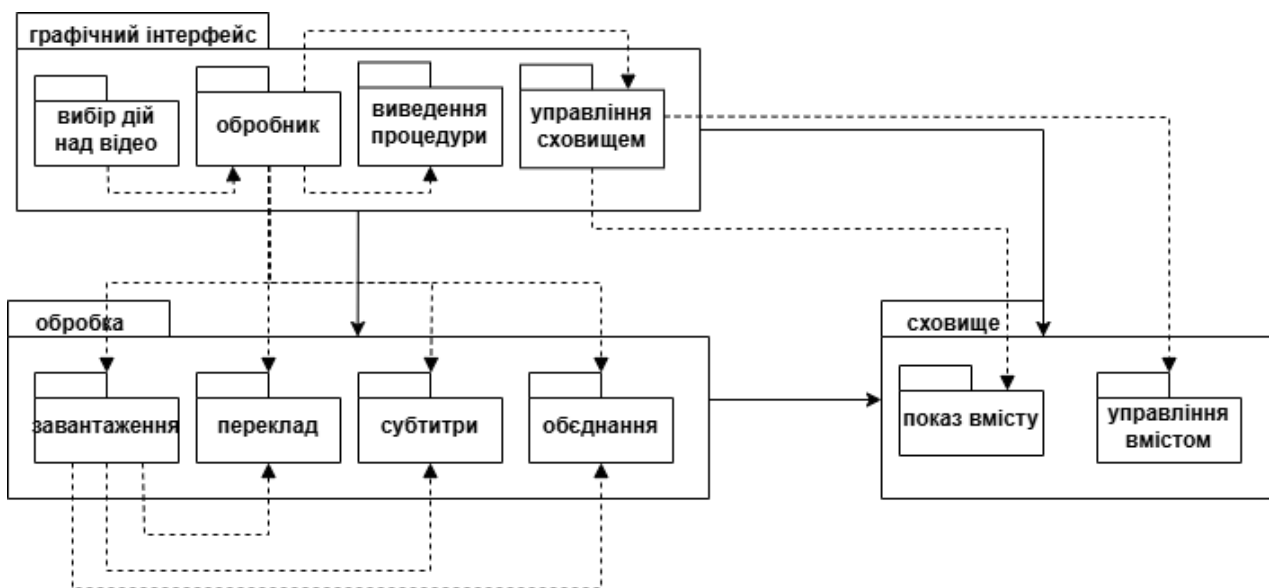 графічний інтерфейс
вибір дій
над відео
обробник
виведення
процедури
управління
сховищем
обробка
сховище
завантаження
переклад
субтитри
обєднання
показ вмісту
управління
вмістом